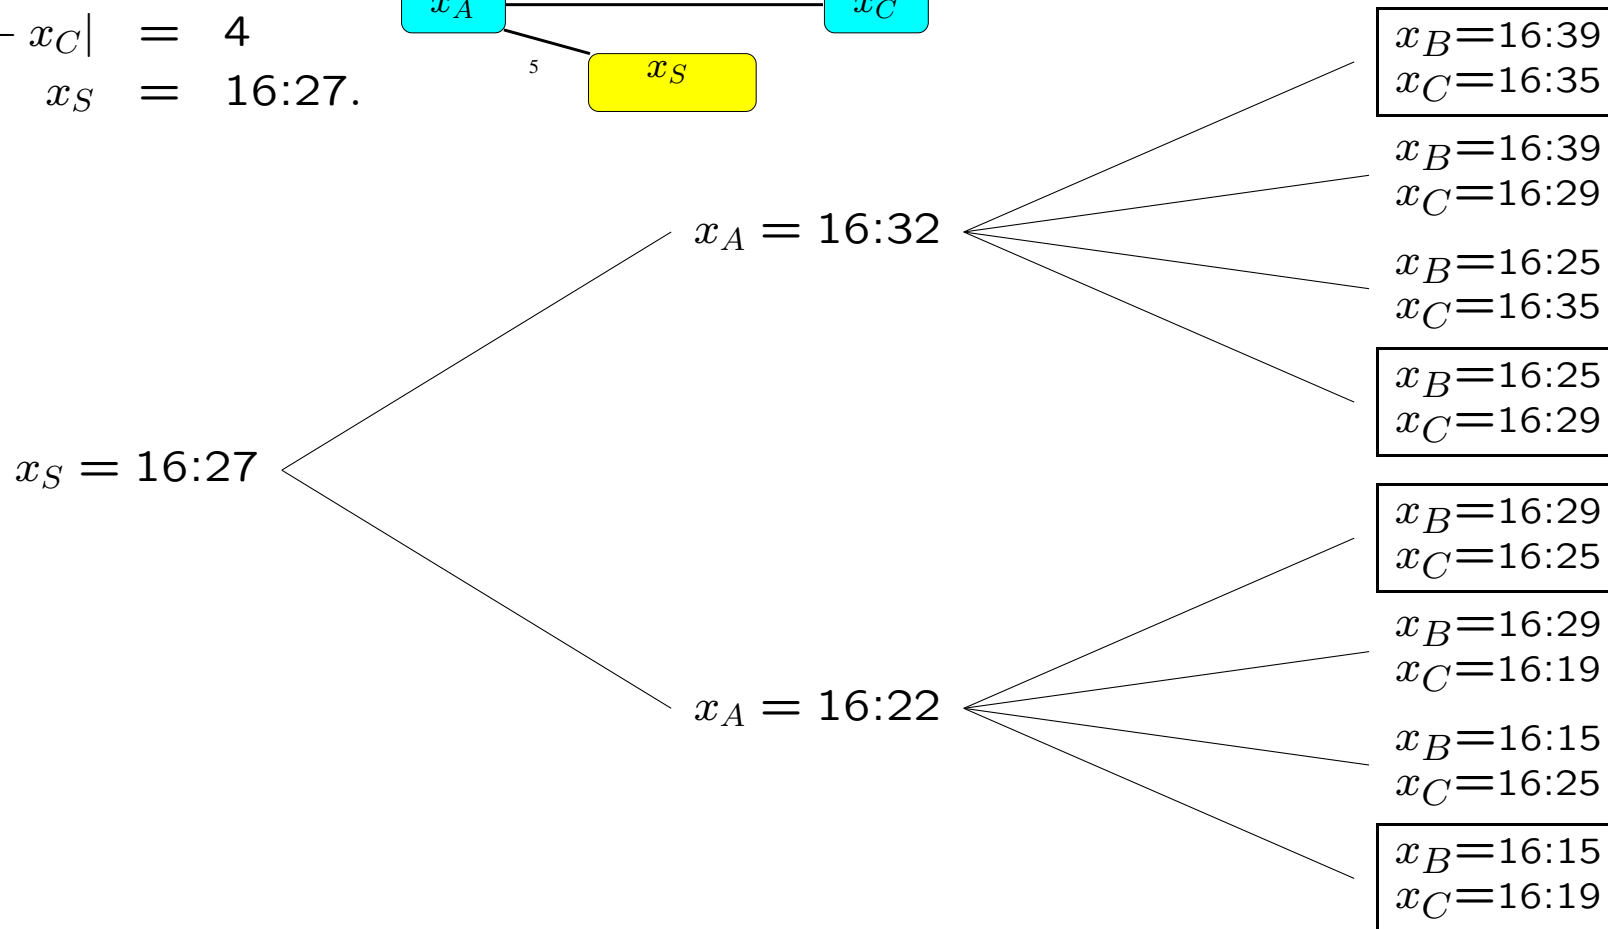 − x_C| = 4
x_S = 16:27.
x_A
x_C
5
x_S
x_B=16:39
x_C=16:35
x_B=16:39
x_C=16:29
x_A = 16:32
x_B=16:25
x_C=16:35
x_B=16:25
x_C=16:29
x_S = 16:27
x_B=16:29
x_C=16:25
x_B=16:29
x_C=16:19
x_A = 16:22
x_B=16:15
x_C=16:25
x_B=16:15
x_C=16:19